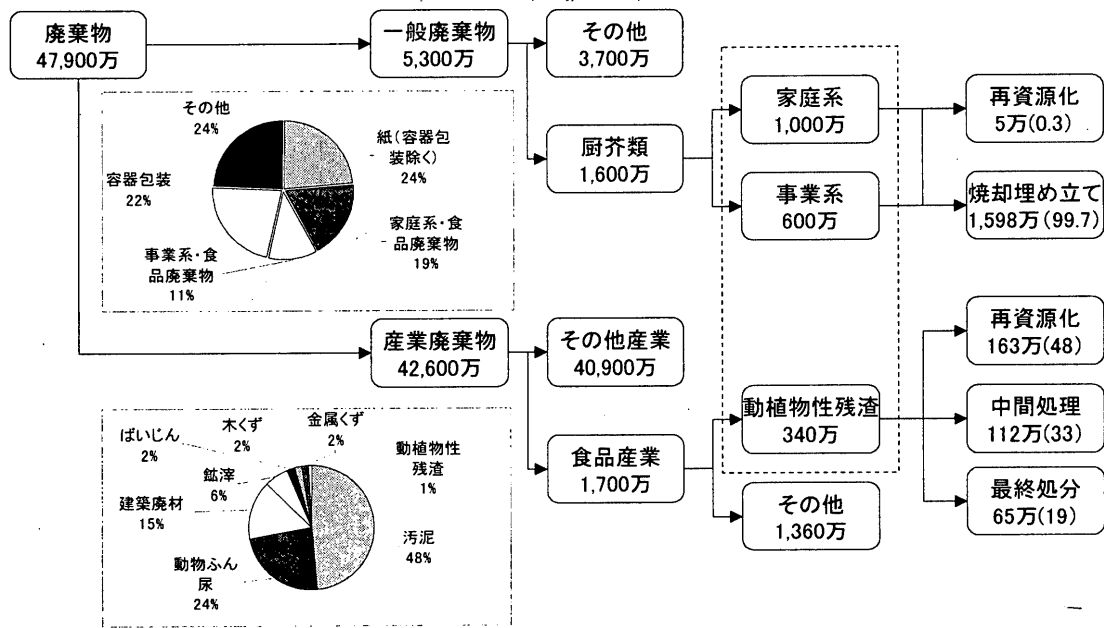 廃棄物
47,900万
一般廃棄物
5,300万
その他
3,700万
厨芥類
1,600万
家庭系
1,000万
事業系
600万
再資源化
5万(0.3)
焼却埋め立て
1,598万(99.7)
その他
24%
紙(容器包
装除く)
24%
容器包装
22%
家庭系・食
品廃棄物
19%
事業系・食
品廃棄物
11%
産業廃棄物
42,600万
その他産業
40,900万
食品産業
1,700万
動植物性残渣
340万
その他
1,360万
再資源化
163万(48)
中間処理
112万(33)
最終処分
65万(19)
木くず
2%
金属くず
2%
ばいじん
2%
動植物性
残渣
1%
鉱滓
6%
建築廃材
15%
汚泥
48%
動物ふん
尿
24%